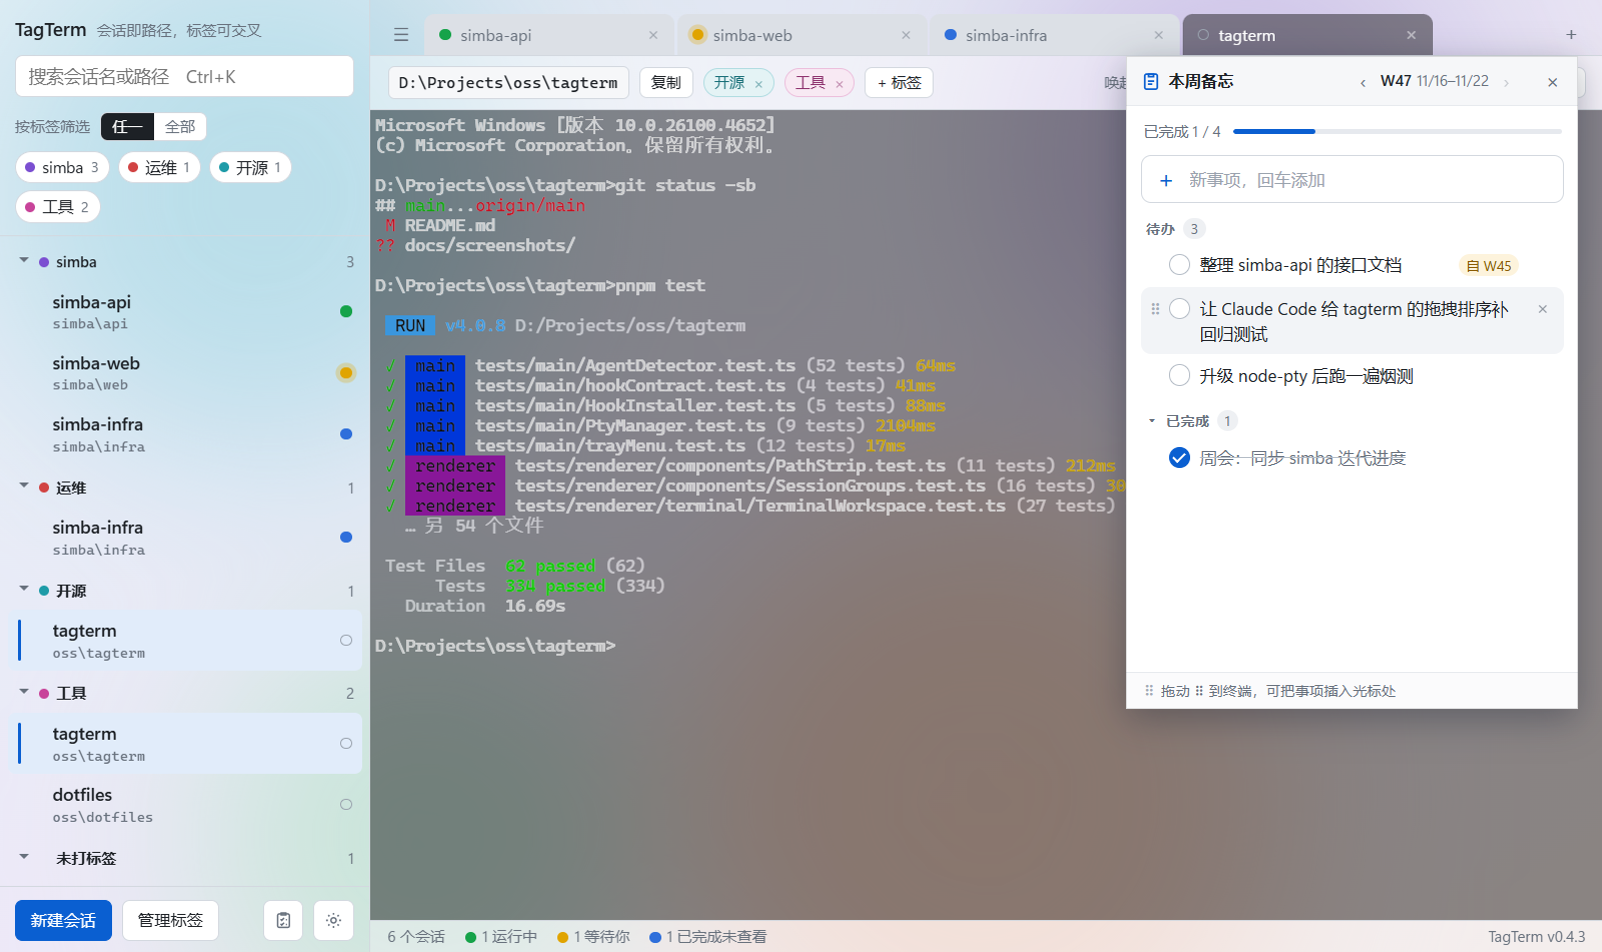 TagTerm 会话即路径，标签可交叉
搜索会话名或路径 Ctrl+K
按标签筛选 任一 全部
simba 3 运维 1 开源 1
工具 2
simba 3
simba-api
simba\api
simba-web
simba\web
simba-infra
simba\infra
运维 1
simba-infra
simba\infra
开源 1
tagterm
oss\tagterm
工具 2
tagterm
oss\tagterm
dotfiles
oss\dotfiles
未打标签 1
新建会话 管理标签
simba-api × simba-web × simba-infra × tagterm × +
D:\Projects\oss\tagterm 复制 开源 × 工具 × + 标签 唤起
Microsoft Windows [版本 10.0.26100.4652]
(c) Microsoft Corporation。保留所有权利。
D:\Projects\oss\tagterm>git status -sb
## main...origin/main
M README.md
?? docs/screenshots/
D:\Projects\oss\tagterm>pnpm test
RUN v4.0.8 D:/Projects/oss/tagterm
✓ main tests/main/AgentDetector.test.ts (52 tests) 64ms
✓ main tests/main/hookContract.test.ts (4 tests) 41ms
✓ main tests/main/HookInstaller.test.ts (5 tests) 88ms
✓ main tests/main/PtyManager.test.ts (9 tests) 2104ms
✓ main tests/main/trayMenu.test.ts (12 tests) 17ms
✓ renderer tests/renderer/components/PathStrip.test.ts (11 tests) 212ms
✓ renderer tests/renderer/components/SessionGroups.test.ts (16 tests) 30
✓ renderer tests/renderer/terminal/TerminalWorkspace.test.ts (27 tests)
… 另 54 个文件
Test Files 62 passed (62)
Tests 334 passed (334)
Duration 16.69s
D:\Projects\oss\tagterm>
本周备忘 ‹ W47 11/16–11/22 › ×
已完成 1 / 4
+ 新事项，回车添加
待办 3
整理 simba-api 的接口文档 自 W45
让 Claude Code 给 tagterm 的拖拽排序补
回归测试 ×
升级 node-pty 后跑一遍烟测
已完成 1
周会：同步 simba 迭代进度
⠿ 拖动 ⠿ 到终端，可把事项插入光标处
6 个会话 1 运行中 1 等待你 1 已完成未查看 TagTerm v0.4.3